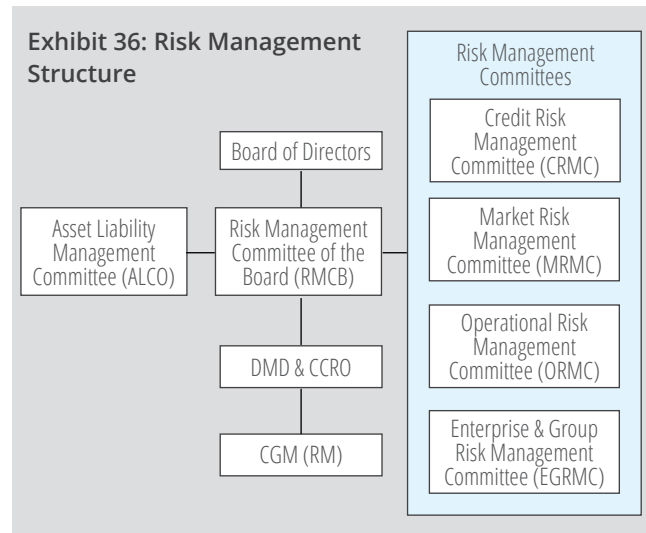 Exhibit 36: Risk Management
Structure
Board of Directors
Asset Liability
Management
Committee (ALCO)
Risk Management
Committee of the
Board (RMCB)
DMD & CCRO
CGM (RM)
Risk Management
Committees
Credit Risk
Management
Committee (CRMC)
Market Risk
Management
Committee (MRMC)
Operational Risk
Management
Committee (ORMC)
Enterprise & Group
Risk Management
Committee (EGRMC)